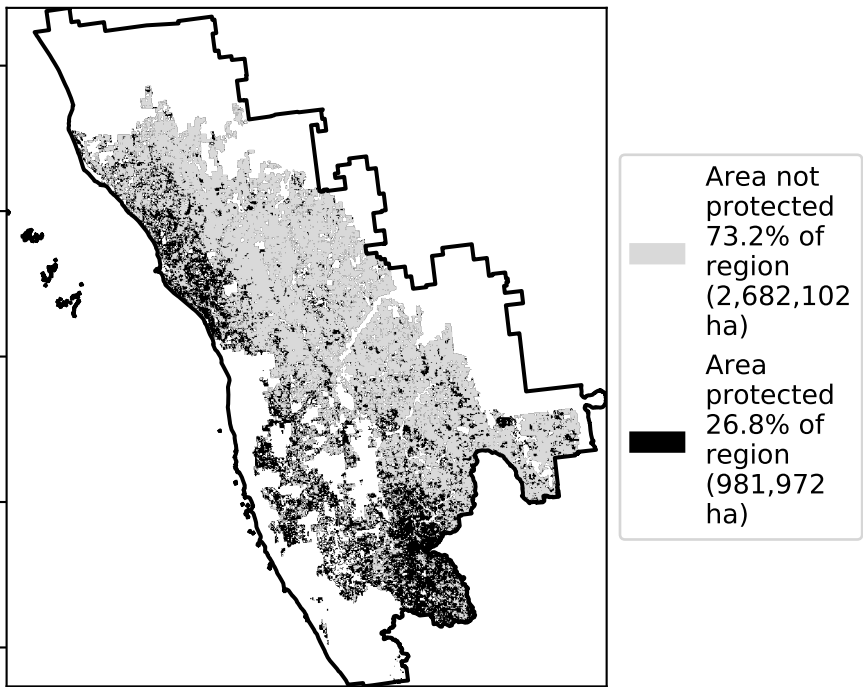 Area not
protected
73.2% of
region
(2,682,102
ha)
Area
protected
26.8% of
region
(981,972
ha)